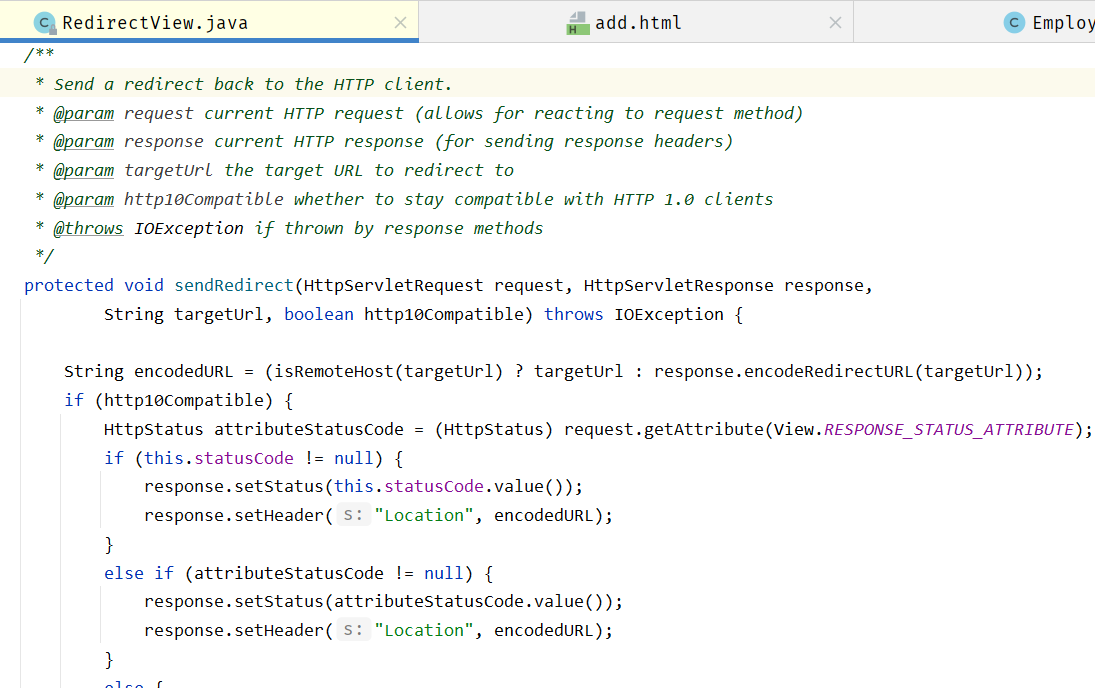 RedirectView.java
add.html
Employ
/**
 * Send a redirect back to the HTTP client.
 * @param request current HTTP request (allows for reacting to request method)
 * @param response current HTTP response (for sending response headers)
 * @param targetUrl the target URL to redirect to
 * @param http10Compatible whether to stay compatible with HTTP 1.0 clients
 * @throws IOException if thrown by response methods
 */
protected void sendRedirect(HttpServletRequest request, HttpServletResponse response,
        String targetUrl, boolean http10Compatible) throws IOException {
    String encodedURL = (isRemoteHost(targetUrl) ? targetUrl : response.encodeRedirectURL(targetUrl));
    if (http10Compatible) {
        HttpStatus attributeStatusCode = (HttpStatus) request.getAttribute(View.RESPONSE_STATUS_ATTRIBUTE);
        if (this.statusCode != null) {
            response.setStatus(this.statusCode.value());
            response.setHeader( s: "Location", encodedURL);
        }
        else if (attributeStatusCode != null) {
            response.setStatus(attributeStatusCode.value());
            response.setHeader( s: "Location", encodedURL);
        }
        else {